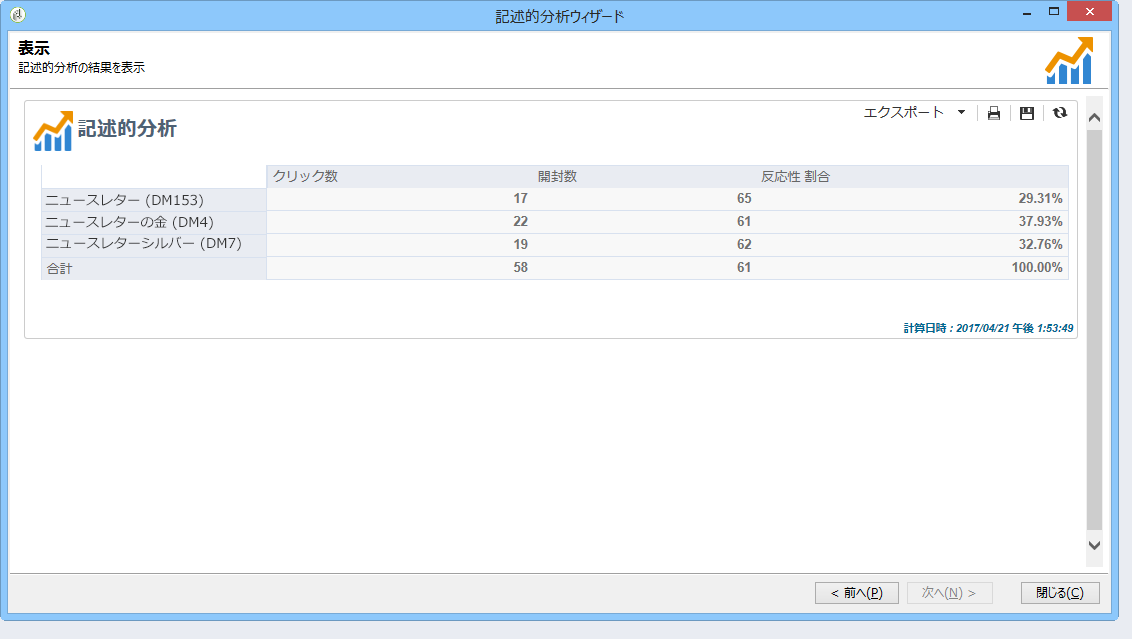 記述的分析ウィザード
表示
記述的分析の結果を表示
エクスポート
記述的分析
クリック数 開封数 反応性 割合
ニュースレター (DM153) 17 65 29.31%
ニュースレターの金 (DM4) 22 61 37.93%
ニュースレターシルバー (DM7) 19 62 32.76%
合計 58 61 100.00%
計算日時 : 2017/04/21 午後 1:53:49
< 前へ(P) 次へ(N) > 閉じる(C)